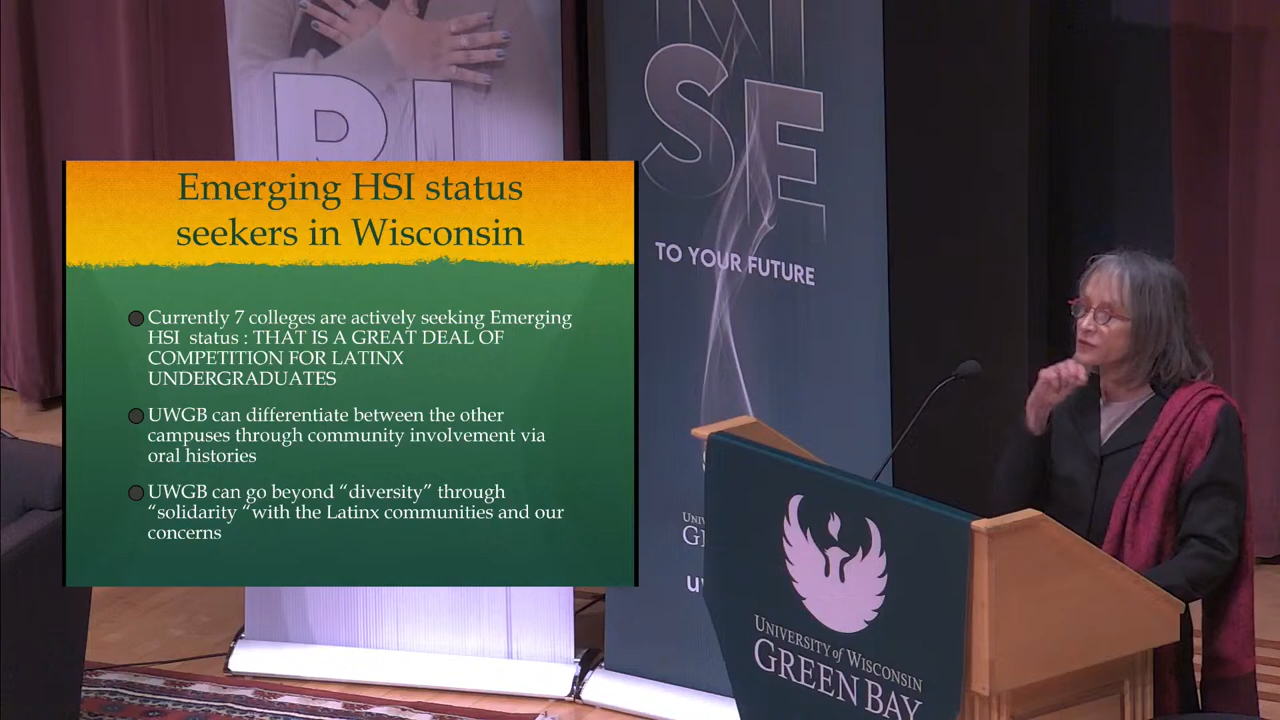 RI
RI
SE
TO YOUR FUTURE
Emerging HSI status
seekers in Wisconsin
Currently 7 colleges are actively seeking Emerging
HSI status : THAT IS A GREAT DEAL OF
COMPETITION FOR LATINX
UNDERGRADUATES
UWGB can differentiate between the other
campuses through community involvement via
oral histories
UWGB can go beyond “diversity” through
“solidarity “with the Latinx communities and our
concerns
UNIVERSITY of WISCONSIN
GREEN BAY